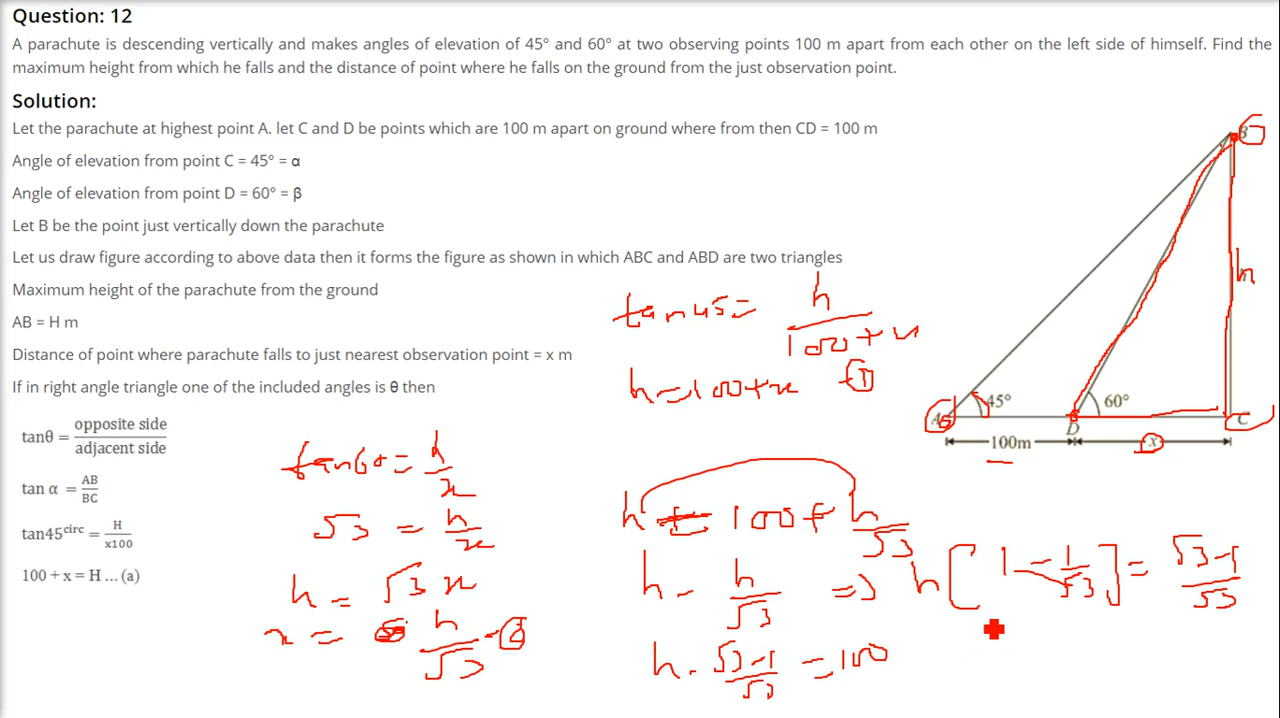 Question: 12
A parachute is descending vertically and makes angles of elevation of 45° and 60° at two observing points 100 m apart from each other on the left side of himself. Find the
maximum height from which he falls and the distance of point where he falls on the ground from the just observation point.
Solution:
Let the parachute at highest point A. let C and D be points which are 100 m apart on ground where from then CD = 100 m
Angle of elevation from point C = 45° = α
Angle of elevation from point D = 60° = β
Let B be the point just vertically down the parachute
Let us draw figure according to above data then it forms the figure as shown in which ABC and ABD are two triangles
Maximum height of the parachute from the ground
AB = H m
Distance of point where parachute falls to just nearest observation point = x m
If in right angle triangle one of the included angles is θ then
tanθ = opposite side / adjacent side
tan α = AB / BC
tan45circ = H / x100
100 + x = H ... (a)
tan60 = h / x
√3 = h / x
h = √3 x
x = h / √3 - 2
tan45 = h / 100 + x
h = 100 + x 1
h = 100 + h / √3
h - h / √3 => h [ 1 - 1 / √3 ] = √3 - 1 / √3
h . √3 - 1 / √3 = 100
B
h
45°
60°
A
D
C
100m
x